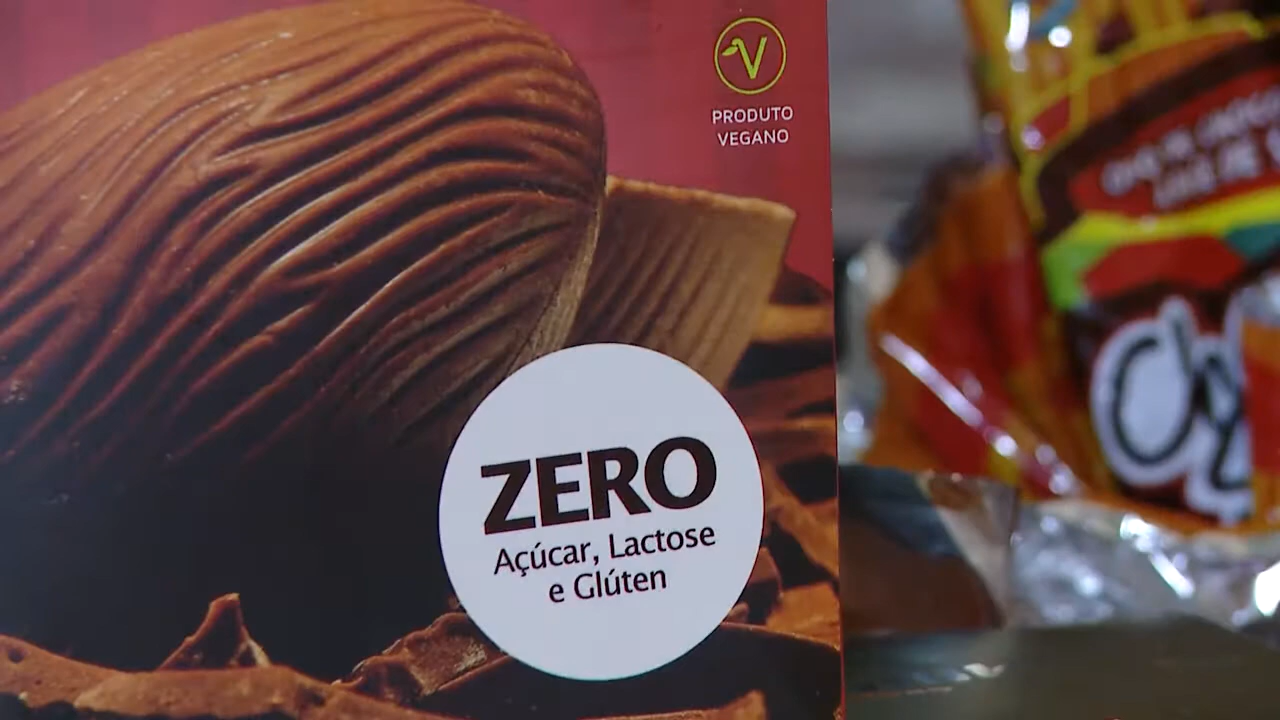 V
PRODUTO
VEGANO
ZERO
Açúcar, Lactose
e Glúten